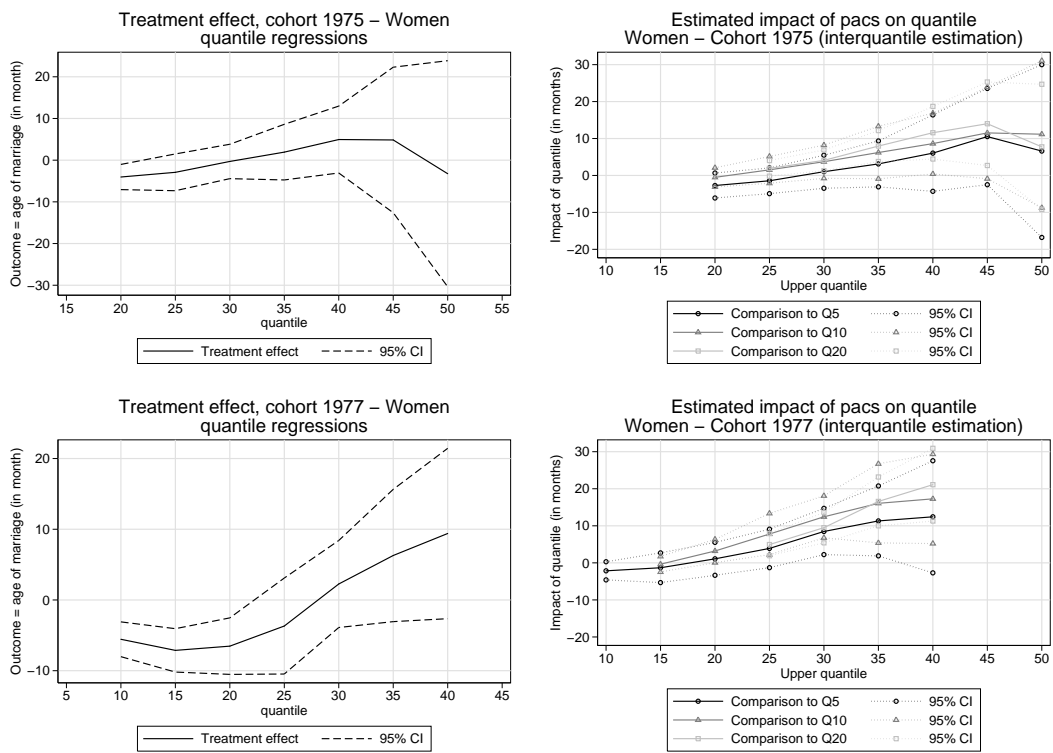 Treatment effect, cohort 1975 – Women
quantile regressions
Outcome = age of marriage (in month)
20
10
0
−10
−20
−30
15 20 25 30 35 40 45 50 55
quantile
Treatment effect 95% CI
Estimated impact of pacs on quantile
Women – Cohort 1975 (interquantile estimation)
Impact of quantile (in months)
30
20
10
0
−10
−20
10 15 20 25 30 35 40 45 50
Upper quantile
Comparison to Q5 95% CI
Comparison to Q10 95% CI
Comparison to Q20 95% CI
Treatment effect, cohort 1977 – Women
quantile regressions
Outcome = age of marriage (in month)
20
10
0
−10
5 10 15 20 25 30 35 40 45
quantile
Treatment effect 95% CI
Estimated impact of pacs on quantile
Women – Cohort 1977 (interquantile estimation)
Impact of quantile (in months)
30
20
10
0
−10
−20
10 15 20 25 30 35 40 45 50
Upper quantile
Comparison to Q5 95% CI
Comparison to Q10 95% CI
Comparison to Q20 95% CI